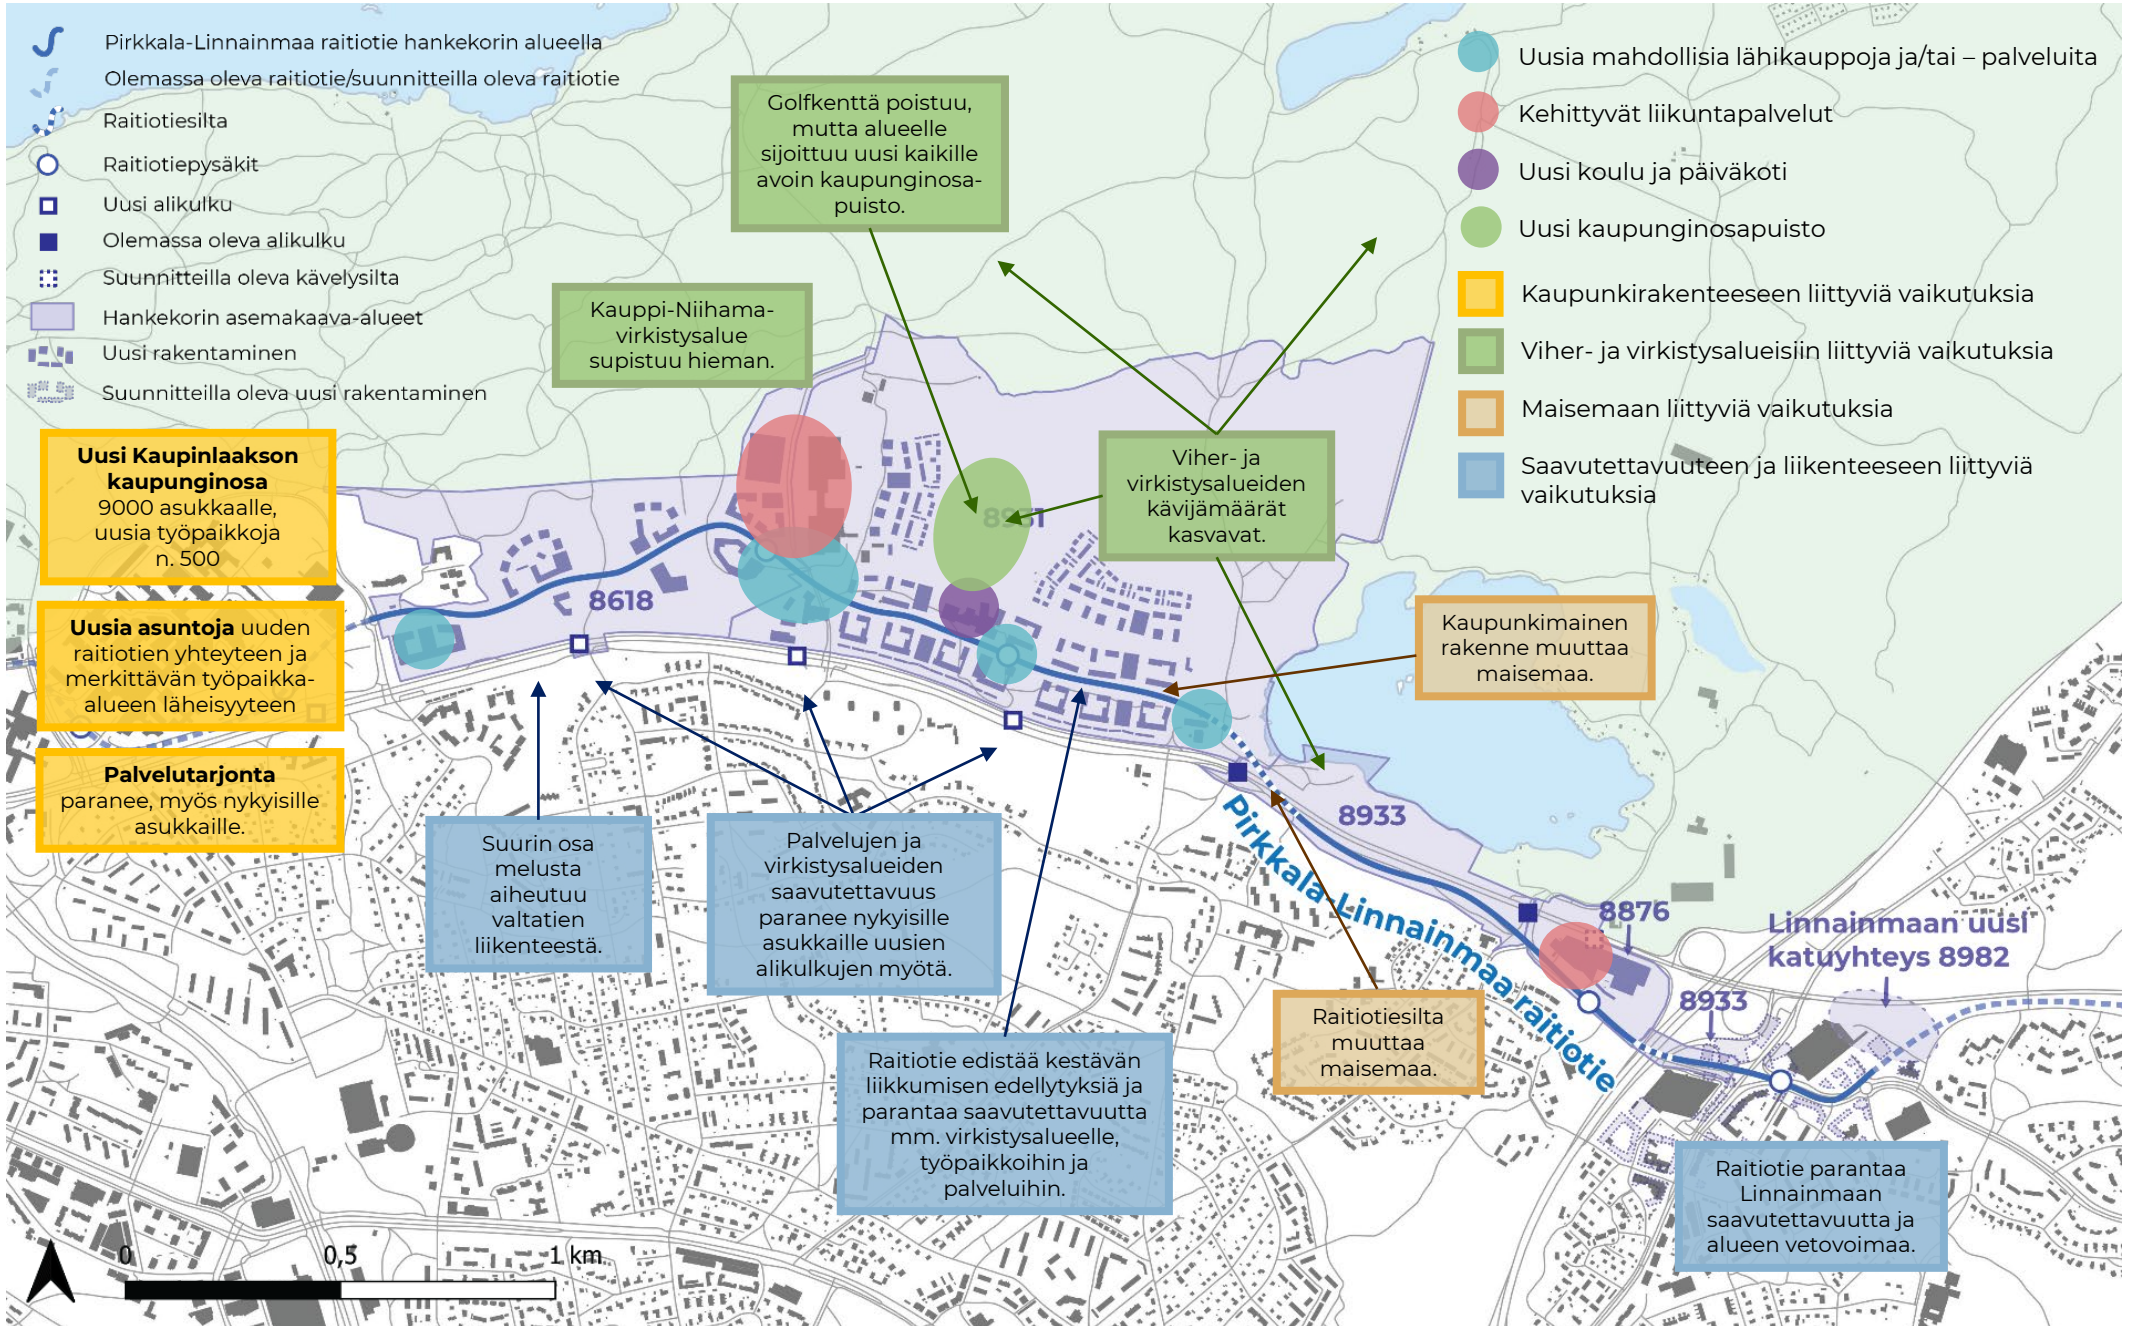 Pirkkala-Linnainmaa raitiotie hankekorin alueella
Olemassa oleva raitiotie/suunnitteilla oleva raitiotie
Raitiotiesilta
Raitiotiepysäkit
Uusi alikulku
Olemassa oleva alikulku
Suunnitteilla oleva kävelysilta
Hankekorin asemakaava-alueet
Uusi rakentaminen
Suunnitteilla oleva uusi rakentaminen
Uusia mahdollisia lähikauppoja ja/tai – palveluita
Kehittyvät liikuntapalvelut
Uusi koulu ja päiväkoti
Uusi kaupunginosapuisto
Kaupunkirakenteeseen liittyviä vaikutuksia
Viher- ja virkistysalueisiin liittyviä vaikutuksia
Maisemaan liittyviä vaikutuksia
Saavutettavuuteen ja liikenteeseen liittyviä
vaikutuksia
Golfkenttä poistuu,
mutta alueelle
sijoittuu uusi kaikille
avoin kaupunginosa-
puisto.
Kauppi-Niihama-
virkistysalue
supistuu hieman.
Viher- ja
virkistysalueiden
kävijämäärät
kasvavat.
Uusi Kaupinlaakson
kaupunginosa
9000 asukkaalle,
uusia työpaikkoja
n. 500
Uusia asuntoja uuden
raitiotien yhteyteen ja
merkittävän työpaikka-
alueen läheisyyteen
Palvelutarjonta
paranee, myös nykyisille
asukkaille.
8618
8931
Kaupunkimainen
rakenne muuttaa
maisemaa.
8933
Pirkkala-Linnainmaa raitiotie
8876
Linnainmaan uusi
katuyhteys 8982
8933
Suurin osa
melusta
aiheutuu
valtatien
liikenteestä.
Palvelujen ja
virkistysalueiden
saavutettavuus
paranee nykyisille
asukkaille uusien
alikulkujen myötä.
Raitiotiesilta
muuttaa
maisemaa.
Raitiotie edistää kestävän
liikkumisen edellytyksiä ja
parantaa saavutettavuutta
mm. virkistysalueelle,
työpaikkoihin ja
palveluihin.
Raitiotie parantaa
Linnainmaan
saavutettavuutta ja
alueen vetovoimaa.
0 0,5 1 km